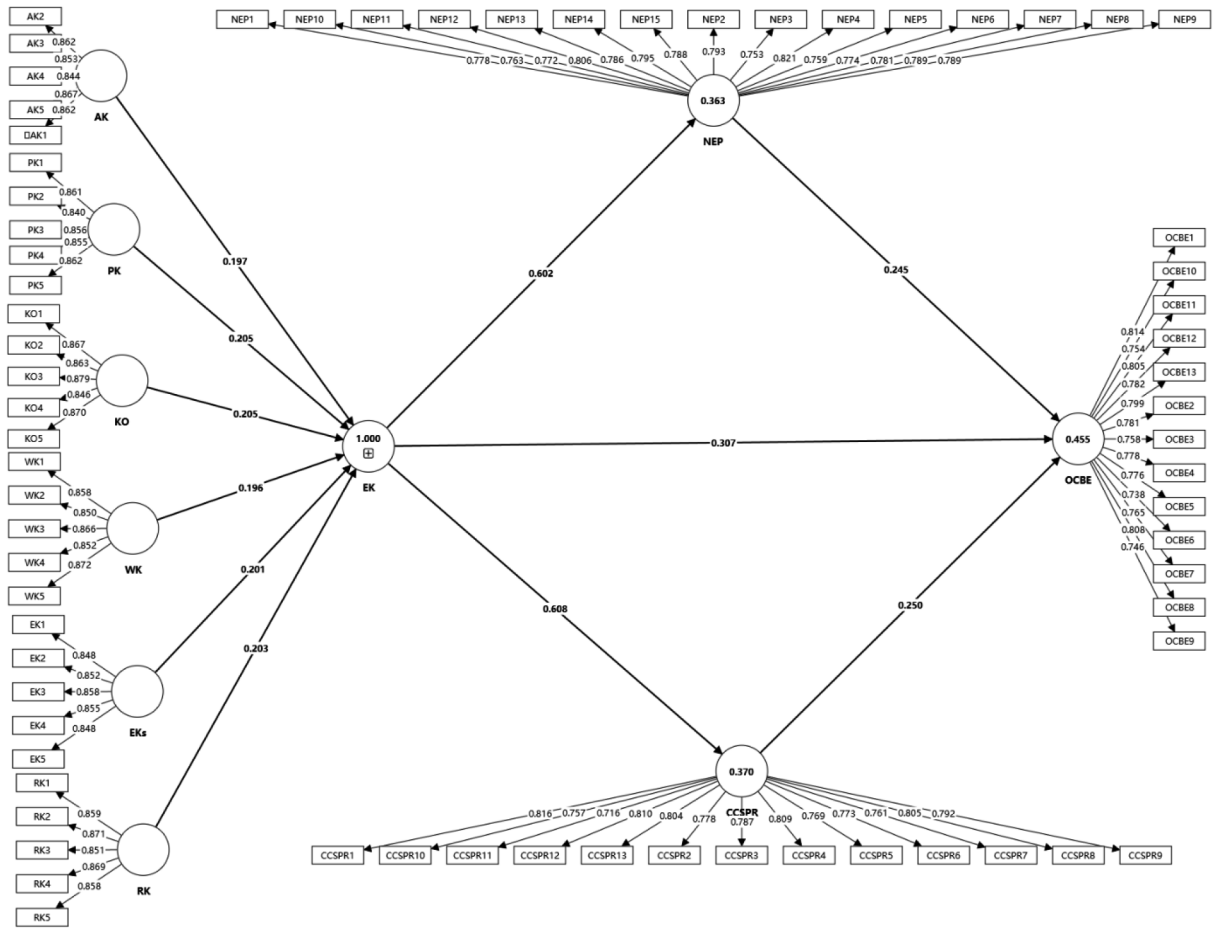 AK2
AK3
AK4
AK5
AK1
0.862
0.853
0.844
0.867
0.862
AK
NEP1 NEP10 NEP11 NEP12 NEP13 NEP14 NEP15 NEP2 NEP3 NEP4 NEP5 NEP6 NEP7 NEP8 NEP9
0.778 0.763 0.772 0.806 0.786 0.795 0.788 0.793 0.753 0.821 0.759 0.774 0.781 0.789 0.789
0.363
NEP
PK1
PK2
PK3
PK4
PK5
0.861
0.840
0.856
0.855
0.862
PK
KO1
KO2
KO3
KO4
KO5
0.867
0.863
0.879
0.846
0.870
KO
WK1
WK2
WK3
WK4
WK5
0.858
0.850
0.866
0.852
0.872
WK
EK1
EK2
EK3
EK4
EK5
0.848
0.852
0.858
0.855
0.848
EKs
RK1
RK2
RK3
RK4
RK5
0.859
0.871
0.851
0.869
0.858
RK
0.197
0.205
0.205
0.196
0.201
0.203
1.000
EK
0.602
0.307
0.608
0.245
0.250
0.455
OCBE
0.814
0.754
0.805
0.782
0.799
0.781
0.758
0.778
0.776
0.738
0.765
0.808
0.746
OCBE1
OCBE10
OCBE11
OCBE12
OCBE13
OCBE2
OCBE3
OCBE4
OCBE5
OCBE6
OCBE7
OCBE8
OCBE9
0.370
CCSPR
0.816 0.757 0.716 0.810 0.804 0.778 0.787 0.809 0.769 0.773 0.761 0.805 0.792
CCSPR1 CCSPR10 CCSPR11 CCSPR12 CCSPR13 CCSPR2 CCSPR3 CCSPR4 CCSPR5 CCSPR6 CCSPR7 CCSPR8 CCSPR9